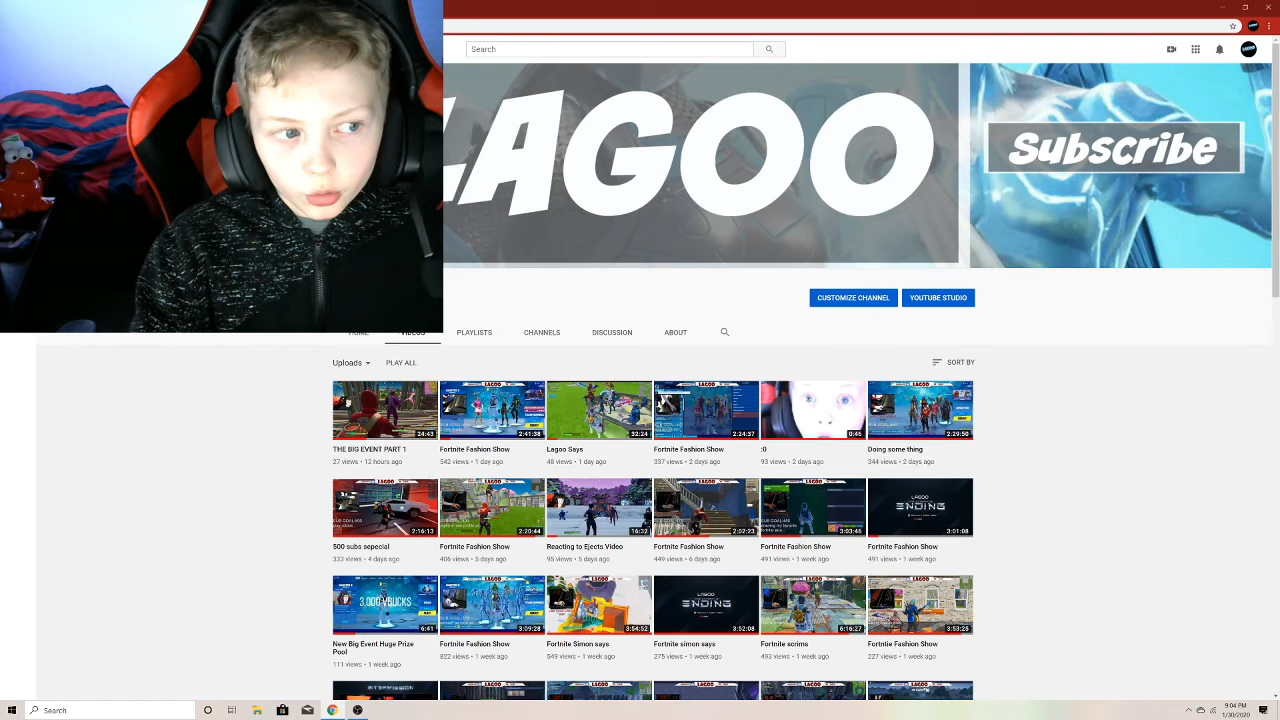 Search
LAGOO
Subscribe
CUSTOMIZE CHANNEL
YOUTUBE STUDIO
HOME VIDEOS PLAYLISTS CHANNELS DISCUSSION ABOUT
Uploads PLAY ALL SORT BY
24:43 2:41:38 32:24 2:24:37 0:46 2:29:50
THE BIG EVENT PART 1 Fortnite Fashion Show Lagoo Says Fortnite Fashion Show :0 Doing some thing
27 views • 12 hours ago 542 views • 1 day ago 48 views • 1 day ago 337 views • 2 days ago 93 views • 2 days ago 344 views • 2 days ago
2:16:13 2:20:44 16:32 2:02:23 3:03:46 LAGOO ENDING 3:01:08
500 subs sepecial Fortnite Fashion Show Reacting to Ejects Video Fortnite Fashion Show Fortnite Fashion Show Fortnite Fashion Show
333 views • 4 days ago 406 views • 5 days ago 95 views • 5 days ago 449 views • 6 days ago 491 views • 1 week ago 491 views • 1 week ago
3,000 VBUCKS 6:41 3:09:28 3:54:52 LAGOO ENDING 3:52:08 6:16:27 3:53:25
New Big Event Huge Prize Fortnite Fashion Show Fortnite Simon says Fortnite simon says Fortnite scrims Forntie Fashion Show
Pool
111 views • 1 week ago 822 views • 1 week ago 549 views • 1 week ago 275 views • 1 week ago 493 views • 1 week ago 227 views • 1 week ago
INTERMISSION
Search
9:04 PM
1/30/2020